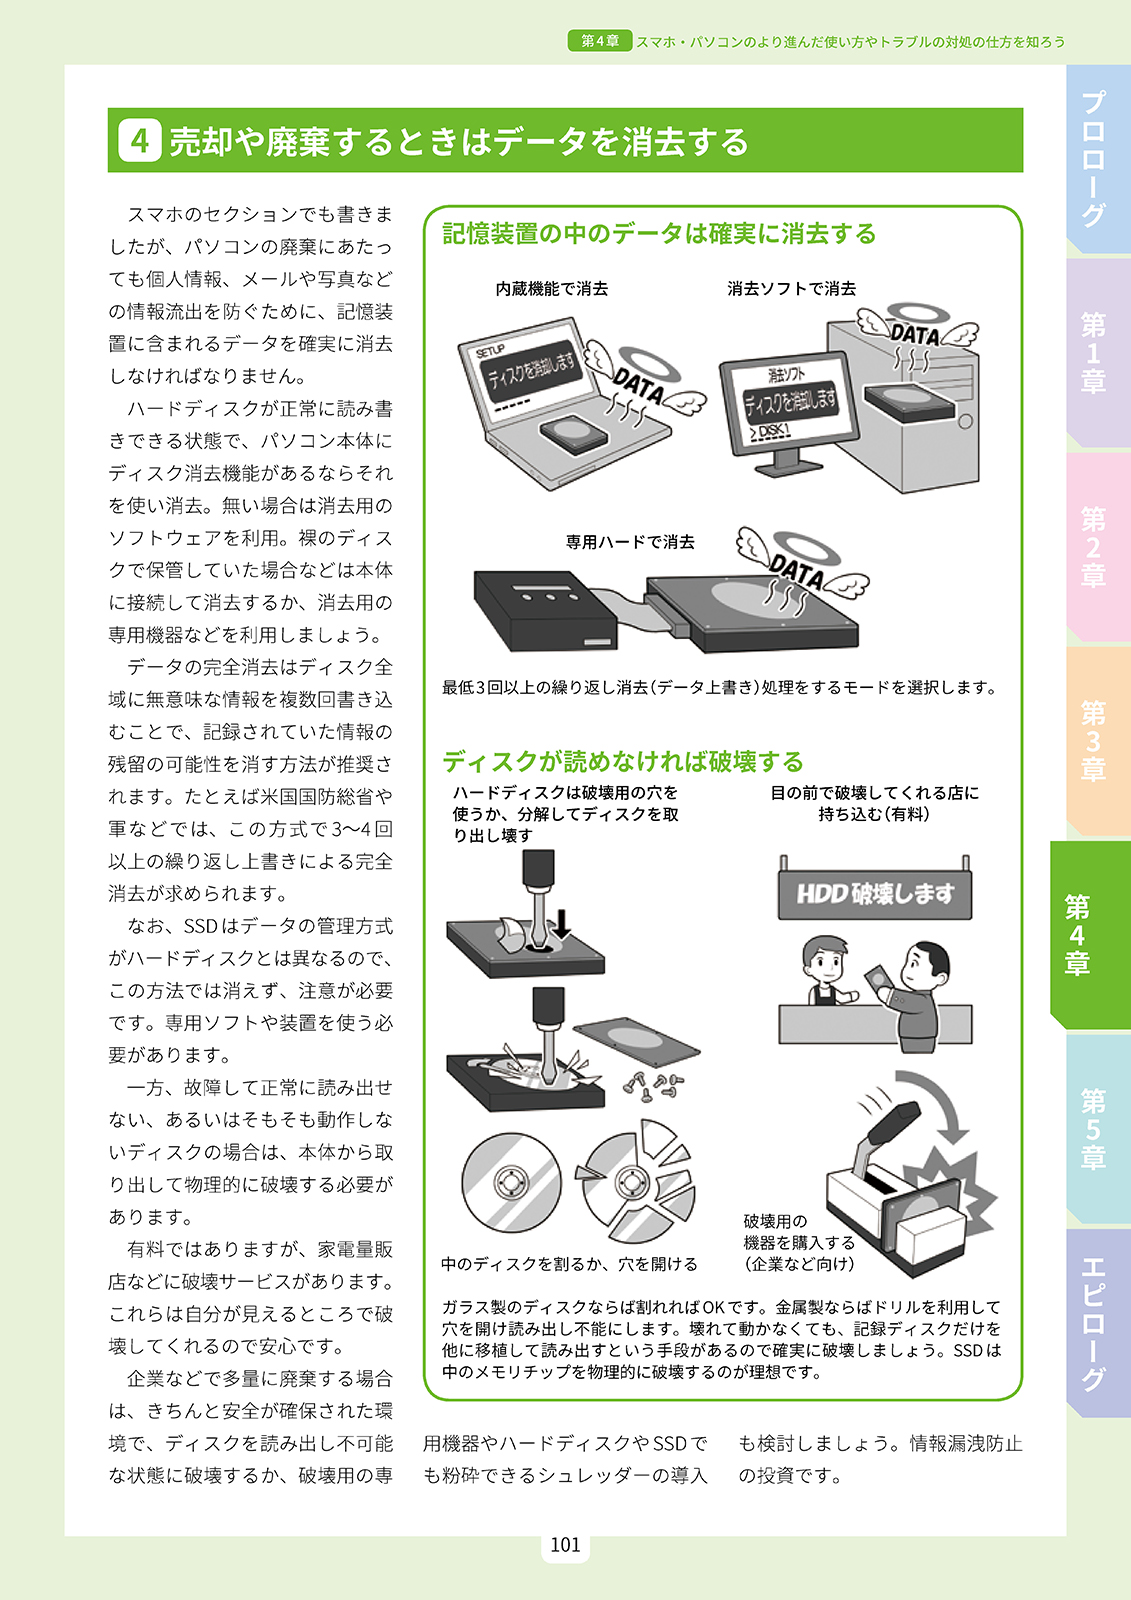 第4章 スマホ・パソコンのより進んだ使い方やトラブルの対処の仕方を知ろう
4 売却や廃棄するときはデータを消去する
スマホのセクションでも書きま
したが、パソコンの廃棄にあたっ
ても個人情報、メールや写真など
の情報流出を防ぐために、記憶装
置に含まれるデータを確実に消去
しなければなりません。
ハードディスクが正常に読み書
きできる状態で、パソコン本体に
ディスク消去機能があるならそれ
を使い消去。無い場合は消去用の
ソフトウェアを利用。裸のディス
クで保管していた場合などは本体
に接続して消去するか、消去用の
専用機器などを利用しましょう。
データの完全消去はディスク全
域に無意味な情報を複数回書き込
むことで、記録されていた情報の
残留の可能性を消す方法が推奨さ
れます。たとえば米国国防総省や
軍などでは、この方式で3〜4回
以上の繰り返し上書きによる完全
消去が求められます。
なお、SSDはデータの管理方式
がハードディスクとは異なるので、
この方法では消えず、注意が必要
です。専用ソフトや装置を使う必
要があります。
一方、故障して正常に読み出せ
ない、あるいはそもそも動作しな
いディスクの場合は、本体から取
り出して物理的に破壊する必要が
あります。
有料ではありますが、家電量販
店などに破壊サービスがあります。
これらは自分が見えるところで破
壊してくれるので安心です。
企業などで多量に廃棄する場合
は、きちんと安全が確保された環
境で、ディスクを読み出し不可能
な状態に破壊するか、破壊用の専
用機器やハードディスクやSSDで
も粉砕できるシュレッダーの導入
も検討しましょう。情報漏洩防止
の投資です。
記憶装置の中のデータは確実に消去する
内蔵機能で消去
SETUP
ディスクを消却します
DATA
消去ソフトで消去
消去ソフト
ディスクを消却します
> DISK1
DATA
専用ハードで消去
DATA
最低3回以上の繰り返し消去（データ上書き）処理をするモードを選択します。
ディスクが読めなければ破壊する
ハードディスクは破壊用の穴を
使うか、分解してディスクを取
り出し壊す
中のディスクを割るか、穴を開ける
目の前で破壊してくれる店に
持ち込む（有料）
HDD破壊します
破壊用の
機器を購入する
（企業など向け）
ガラス製のディスクならば割れればOKです。金属製ならばドリルを利用して
穴を開け読み出し不能にします。壊れて動かなくても、記録ディスクだけを
他に移植して読み出すという手段があるので確実に破壊しましょう。SSDは
中のメモリチップを物理的に破壊するのが理想です。
プロローグ
第1章
第2章
第3章
第4章
第5章
エピローグ
101